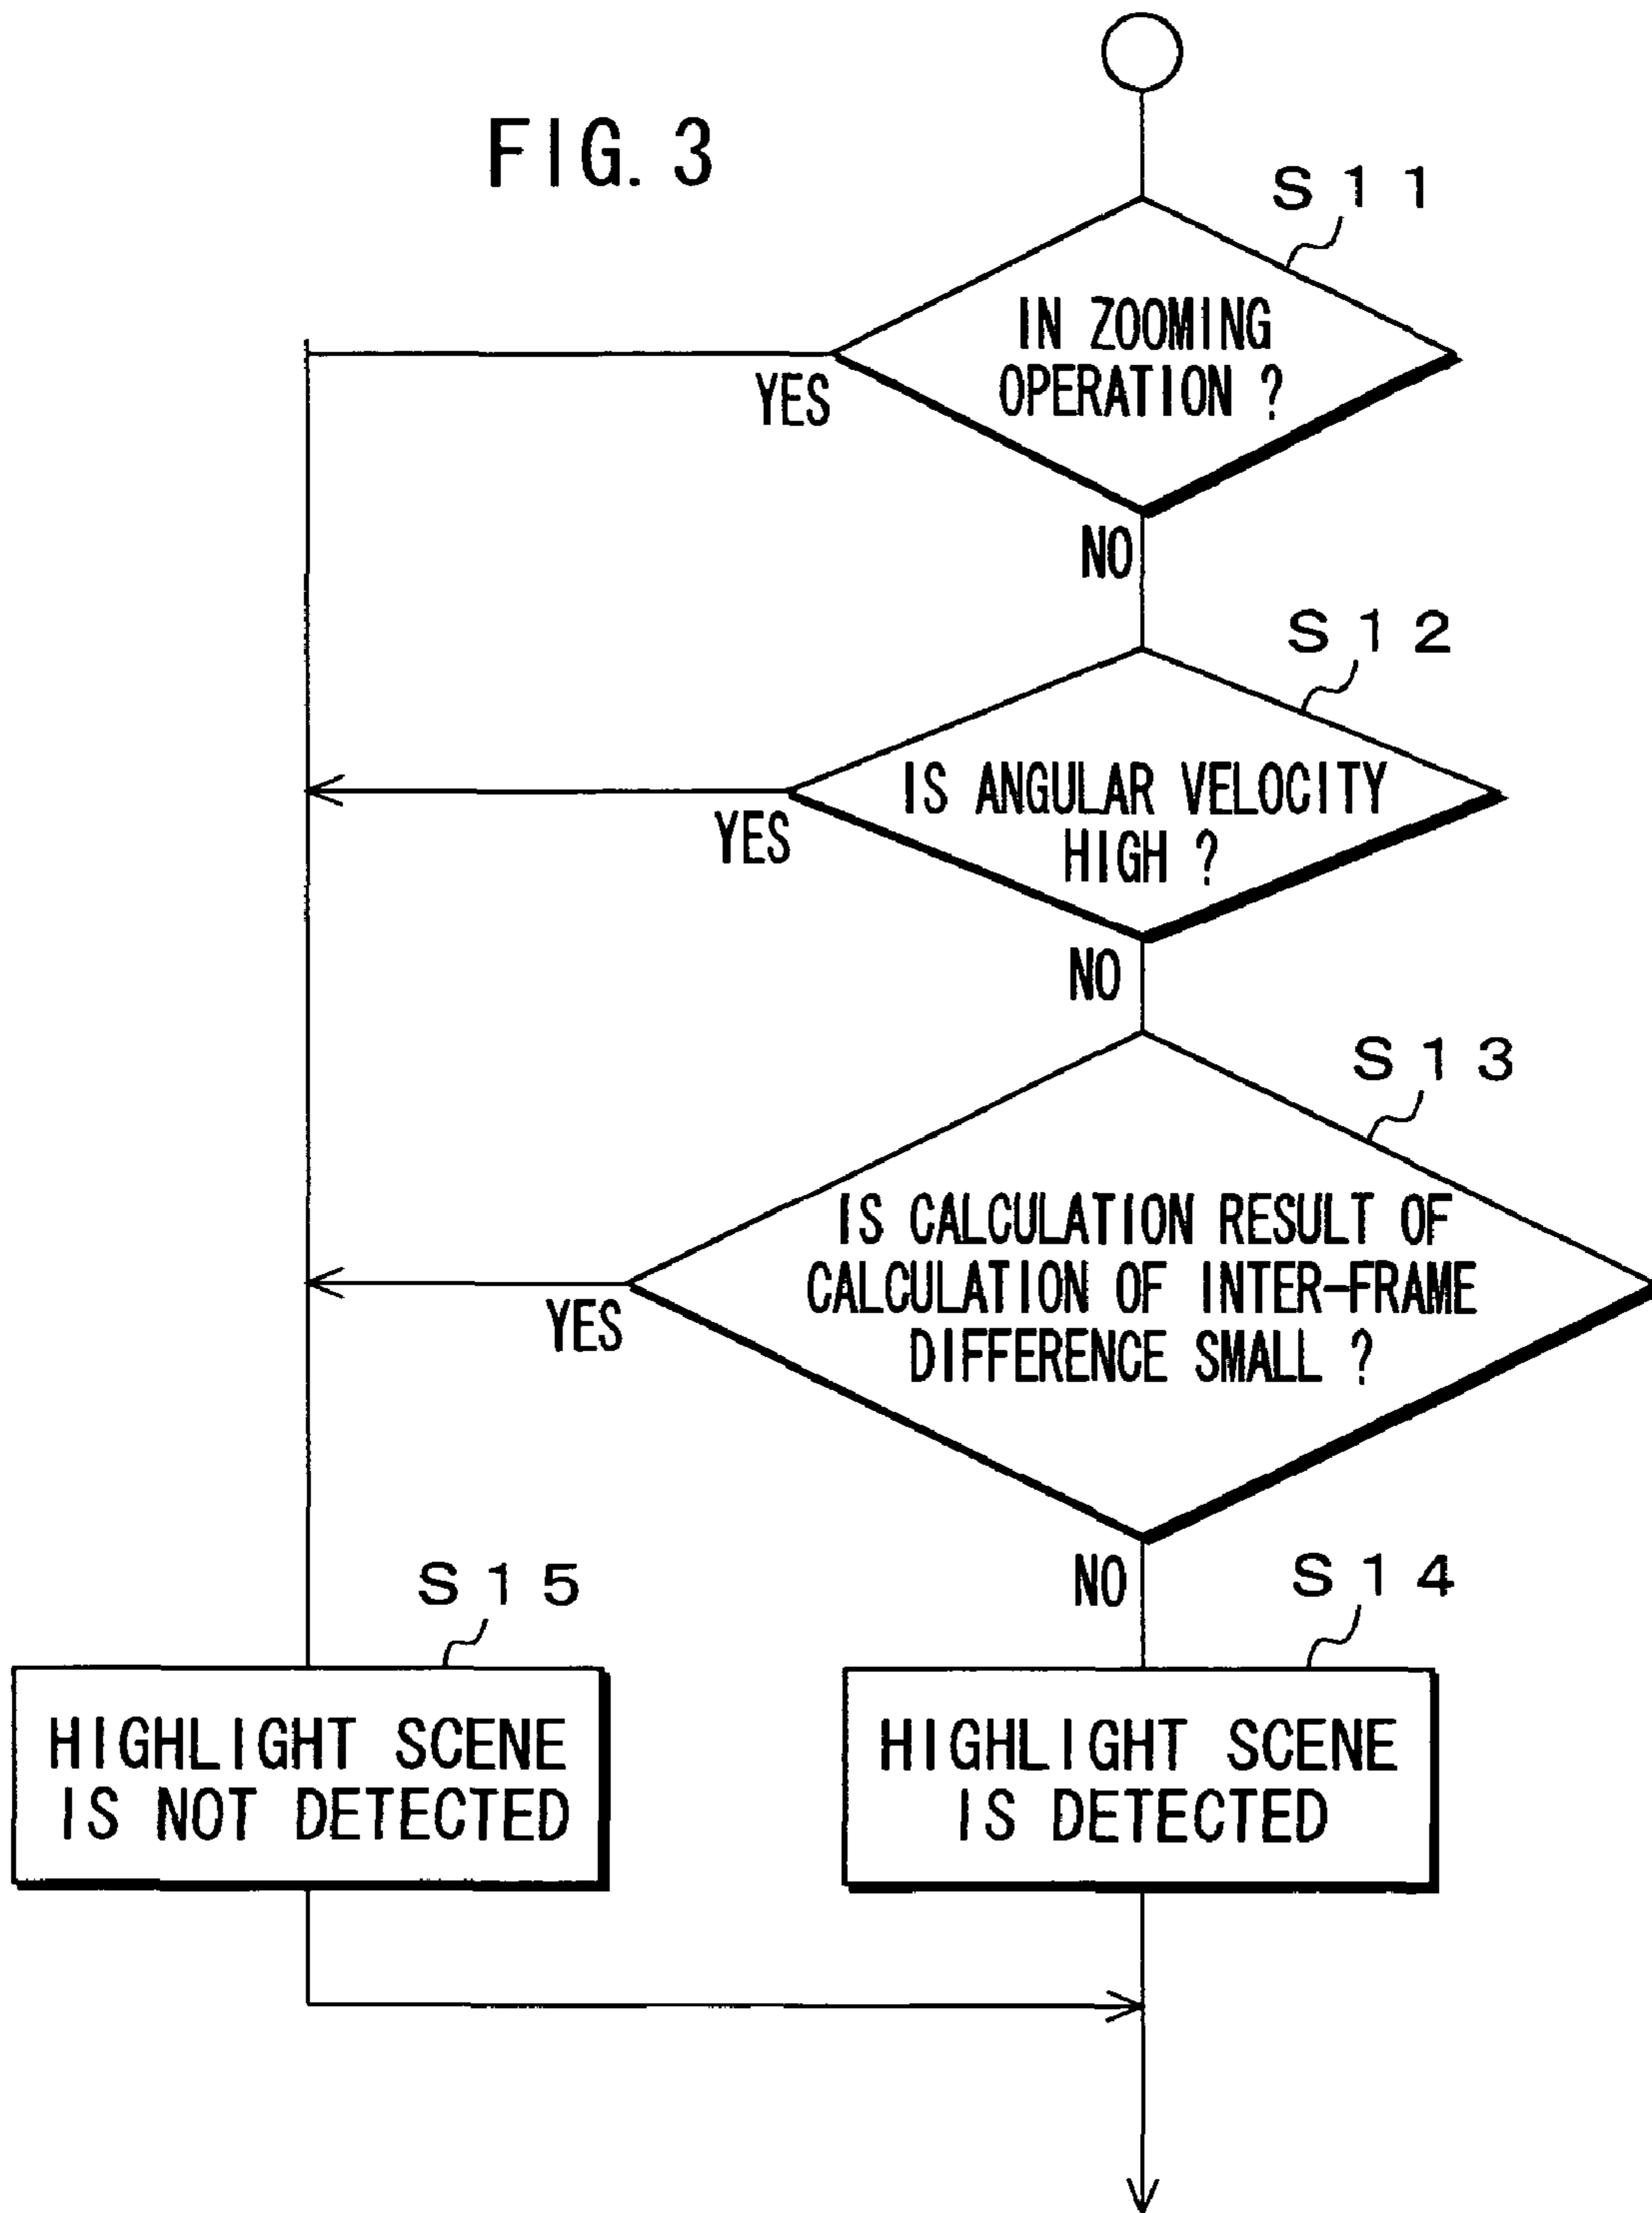 FIG. 3
S11
IN ZOOMING
OPERATION ?
YES
NO
S12
IS ANGULAR VELOCITY
HIGH ?
YES
NO
S13
IS CALCULATION RESULT OF
CALCULATION OF INTER-FRAME
DIFFERENCE SMALL ?
YES
NO
S15
HIGHLIGHT SCENE
IS NOT DETECTED
S14
HIGHLIGHT SCENE
IS DETECTED